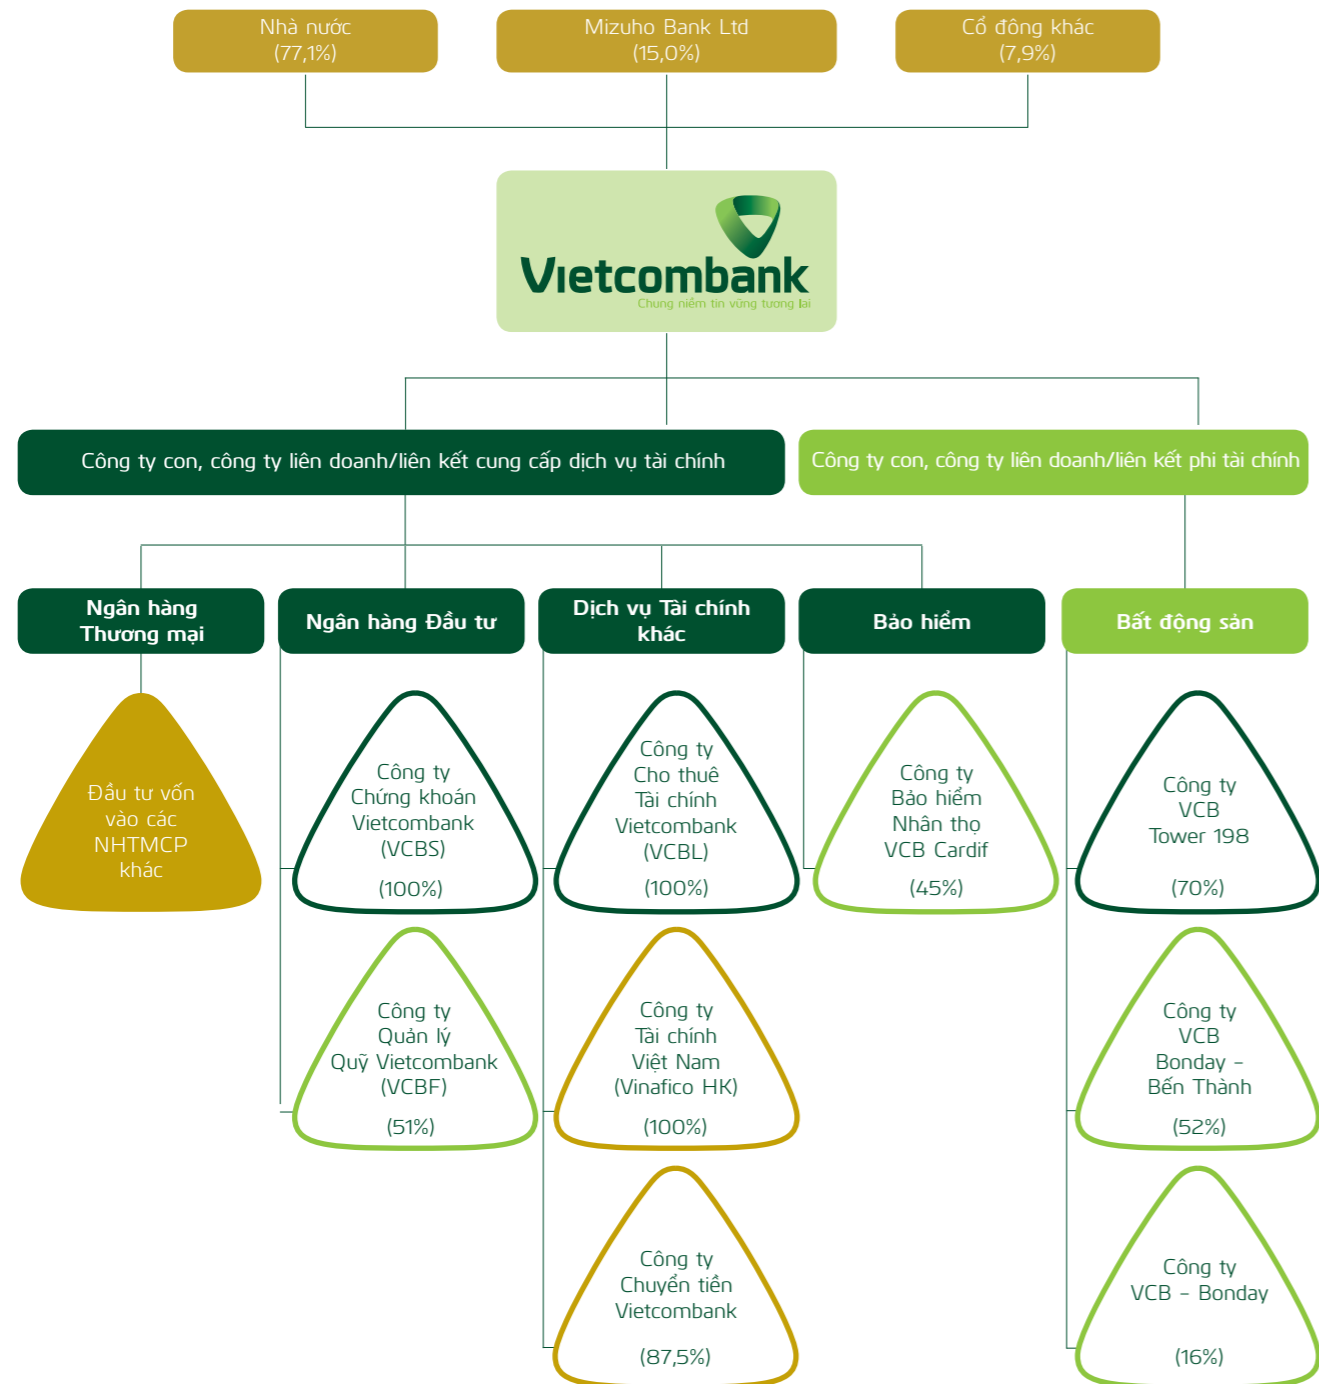 Nhà nước
(77,1%)
Mizuho Bank Ltd
(15,0%)
Cổ đông khác
(7,9%)
Vietcombank
Chung niềm tin vững tương lai
Công ty con, công ty liên doanh/liên kết cung cấp dịch vụ tài chính
Công ty con, công ty liên doanh/liên kết phi tài chính
Ngân hàng
Thương mại
Ngân hàng Đầu tư
Dịch vụ Tài chính
khác
Bảo hiểm
Bất động sản
Đầu tư vốn
vào các
NHTMCP
khác
Công ty
Chứng khoán
Vietcombank
(VCBS)
(100%)
Công ty
Cho thuê
Tài chính
Vietcombank
(VCBL)
(100%)
Công ty
Bảo hiểm
Nhân thọ
VCB Cardif
(45%)
Công ty
VCB
Tower 198
(70%)
Công ty
Quản lý
Quỹ Vietcombank
(VCBF)
(51%)
Công ty
Tài chính
Việt Nam
(Vinafico HK)
(100%)
Công ty
VCB
Bonday –
Bến Thành
(52%)
Công ty
Chuyển tiền
Vietcombank
(87,5%)
Công ty
VCB – Bonday
(16%)